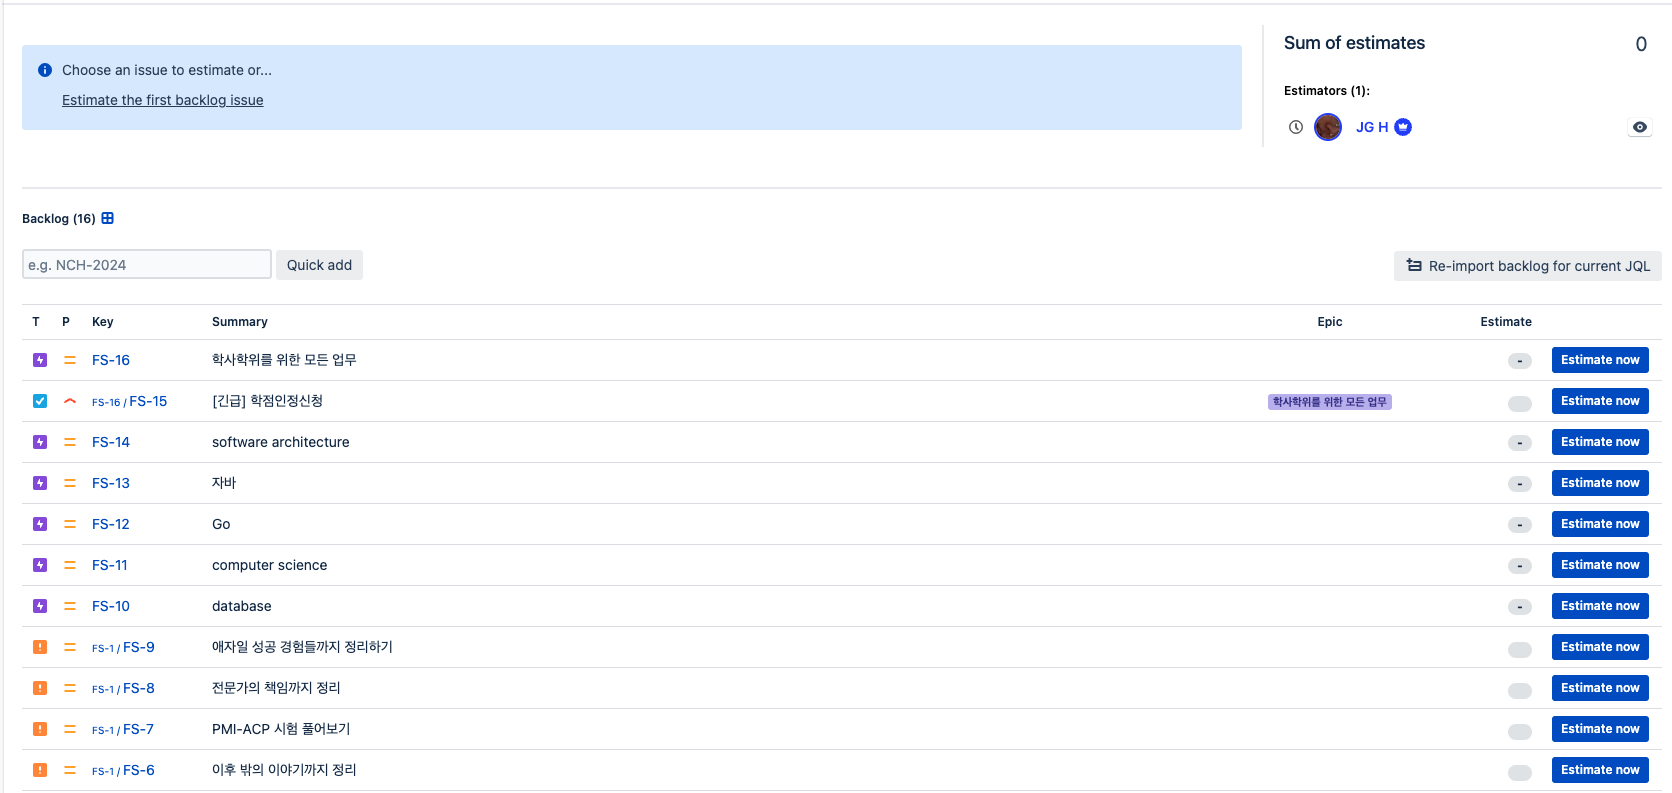 Choose an issue to estimate or...
Estimate the first backlog issue
Sum of estimates 0
Estimators (1):
JG H
Backlog (16)
e.g. NCH-2024 Quick add Re-import backlog for current JQL
T P Key Summary Epic Estimate
FS-16 학사학위를 위한 모든 업무 - Estimate now
FS-16 / FS-15 [긴급] 학점인정신청 학사학위를 위한 모든 업무 Estimate now
FS-14 software architecture - Estimate now
FS-13 자바 - Estimate now
FS-12 Go - Estimate now
FS-11 computer science - Estimate now
FS-10 database - Estimate now
FS-1 / FS-9 애자일 성공 경험들까지 정리하기 Estimate now
FS-1 / FS-8 전문가의 책임까지 정리 Estimate now
FS-1 / FS-7 PMI-ACP 시험 풀어보기 Estimate now
FS-1 / FS-6 이후 밖의 이야기까지 정리 Estimate now